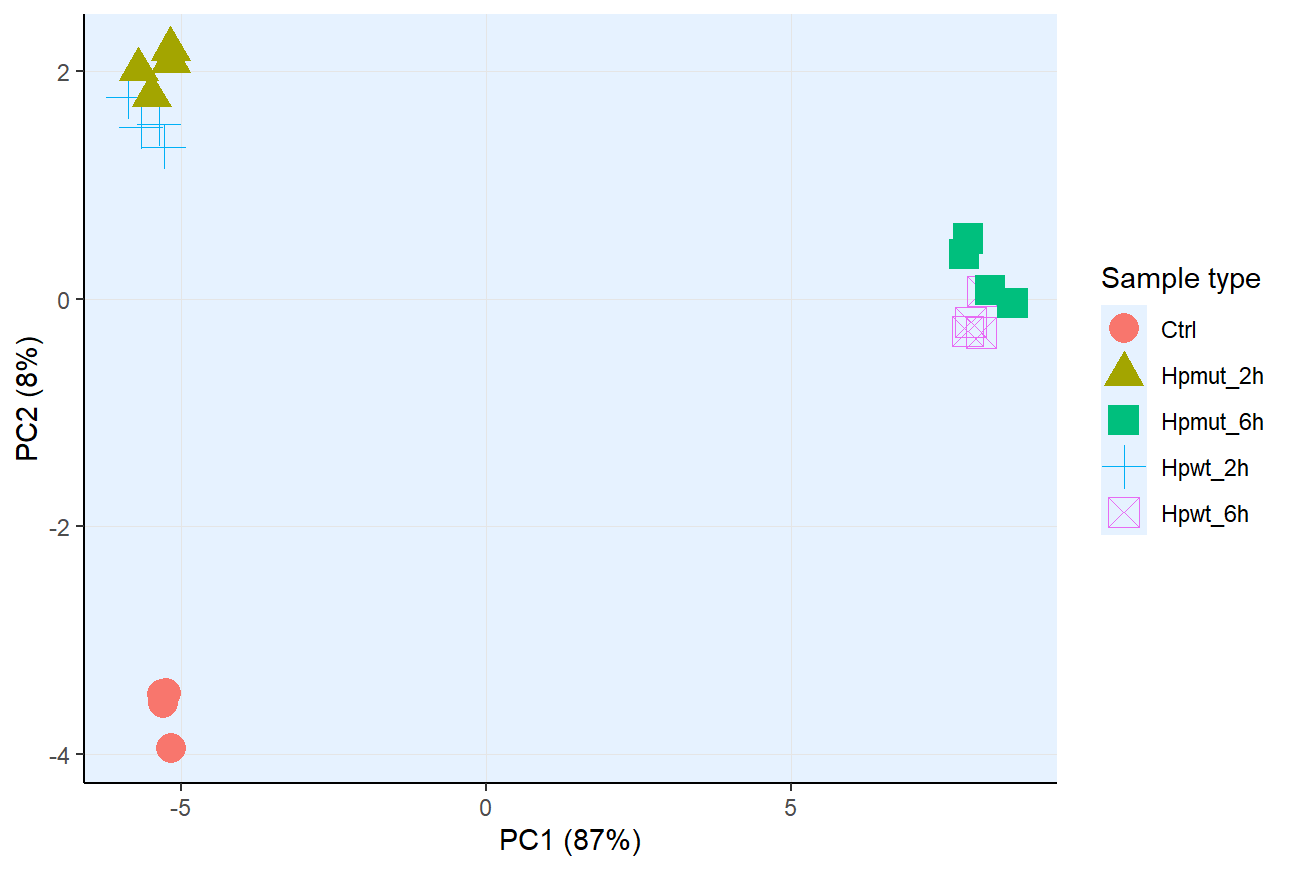 2
0
-2
-4
-5
0
5
PC1 (87%)
PC2 (8%)
Sample type
Ctrl
Hpmut_2h
Hpmut_6h
Hpwt_2h
Hpwt_6h